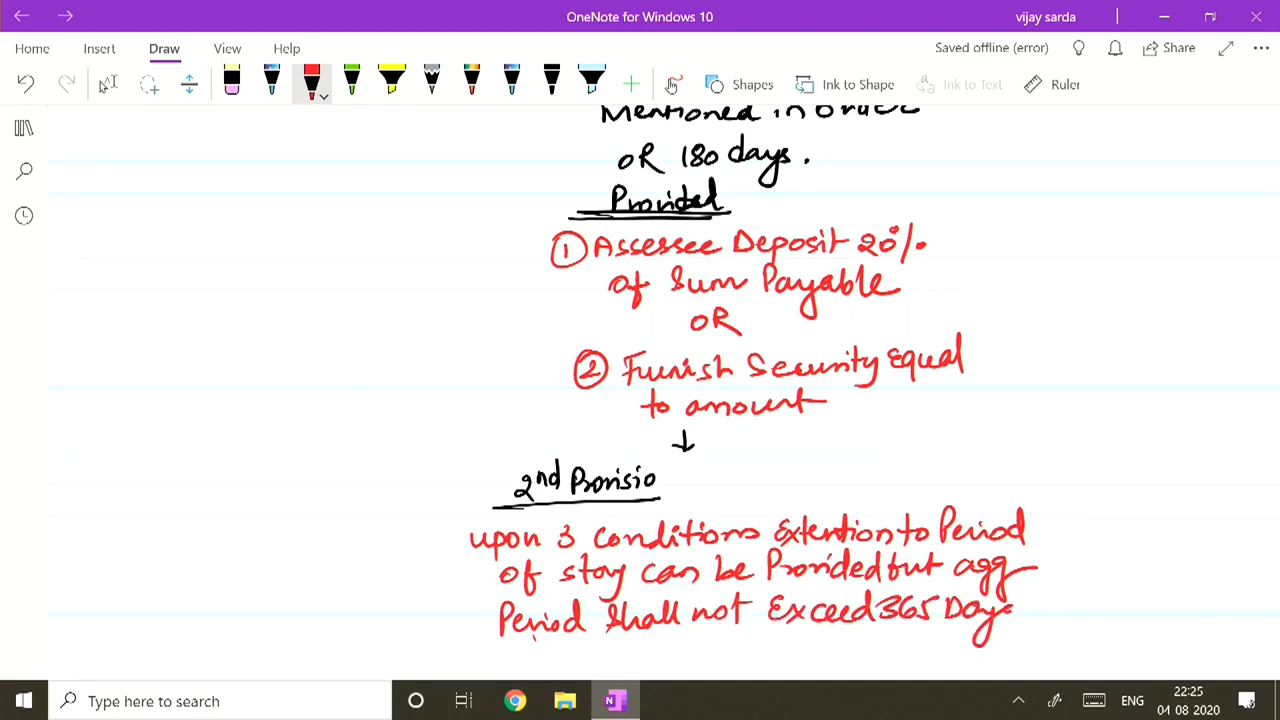 OneNote for Windows 10
vijay sarda
Home Insert Draw View Help
Saved offline (error)
Share
Shapes
Ink to Shape
Ink to Text
Ruler
Mentioned in order
OR 180 days.
Provided
① Assessee Deposit 20%
of Sum Payable
OR
② Furnish Security Equal
to amount
↓
2nd Provisio
upon 3 conditions Extention to Period
of stay can be Provided but agg
Period Shall not Exceed 365 Days
Type here to search
ENG
22:25
04-08-2020